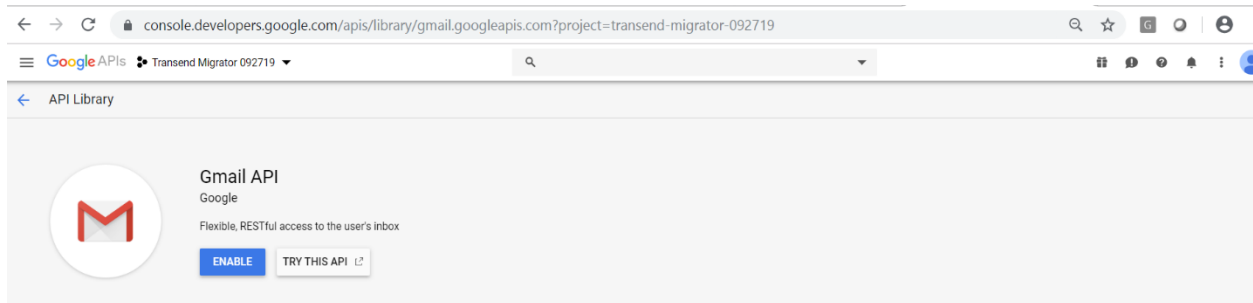 console.developers.google.com/apis/library/gmail.googleapis.com?project=transend-migrator-092719
G
Google APIs Transend Migrator 092719
API Library
Gmail API
Google
Flexible, RESTful access to the user's inbox
ENABLE TRY THIS API